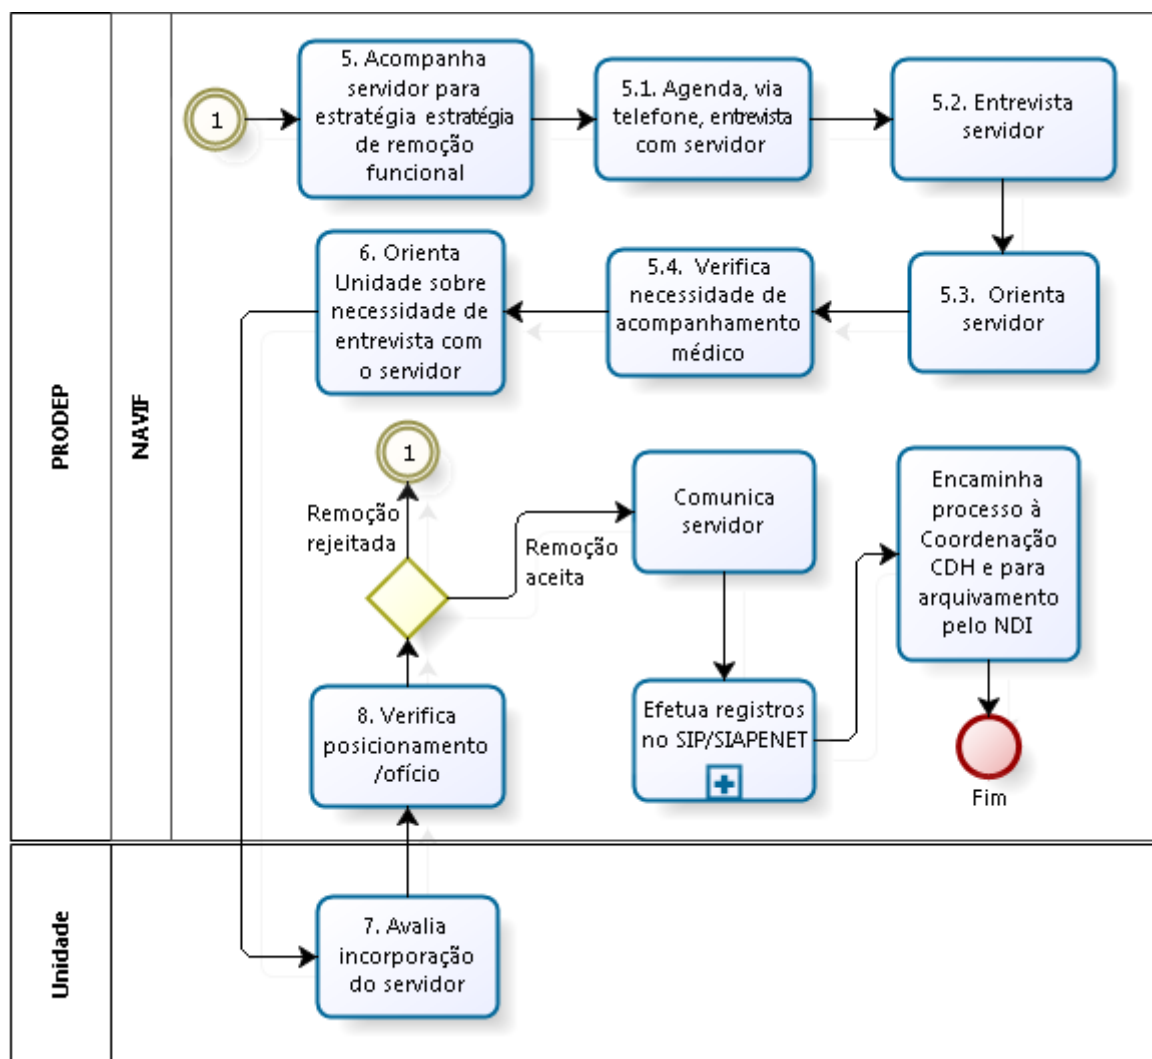 PRODEP
NAVIF
1
5. Acompanha
servidor para
estratégia estratégia
de remoção
funcional
5.1. Agenda, via
telefone, entrevista
com servidor
5.2. Entrevista
servidor
5.3. Orienta
servidor
5.4. Verifica
necessidade de
acompanhamento
médico
6. Orienta
Unidade sobre
necessidade de
entrevista com
o servidor
1
Remoção
rejeitada
Remoção
aceita
Comunica
servidor
Encaminha
processo à
Coordenação
CDH e para
arquivamento
pelo NDI
8. Verifica
posicionamento
/ofício
Efetua registros
no SIP/SIAPENET
Fim
Unidade
7. Avalia
incorporação
do servidor